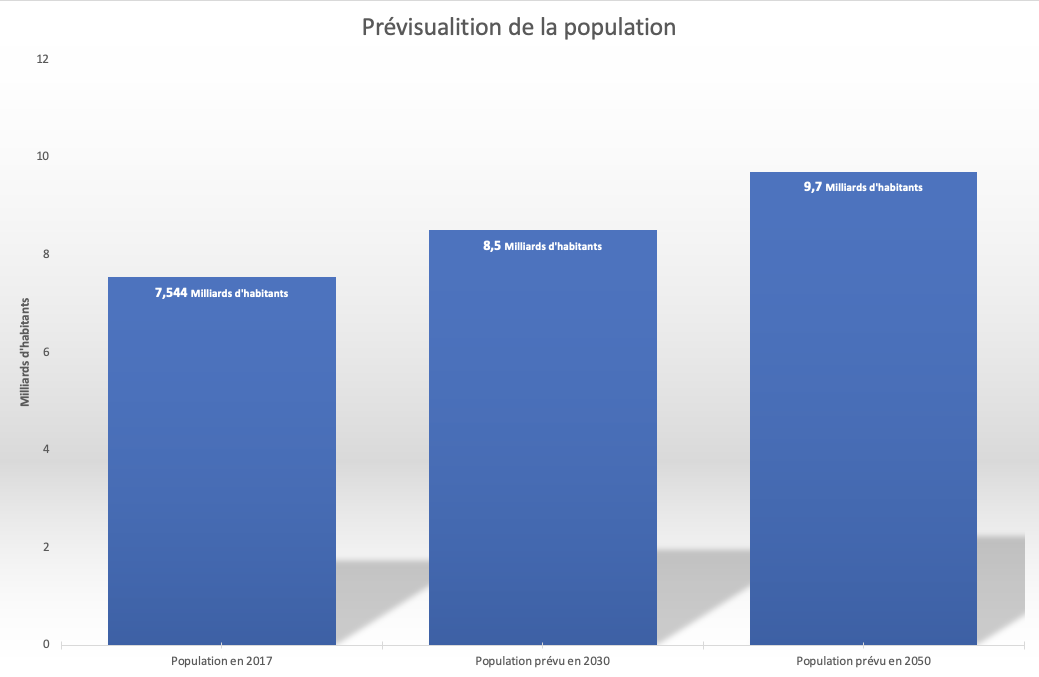 Prévisualition de la population
12
10
8
6
4
2
0
Milliards d'habitants
7,544 Milliards d'habitants
8,5 Milliards d'habitants
9,7 Milliards d'habitants
Population en 2017
Population prévu en 2030
Population prévu en 2050